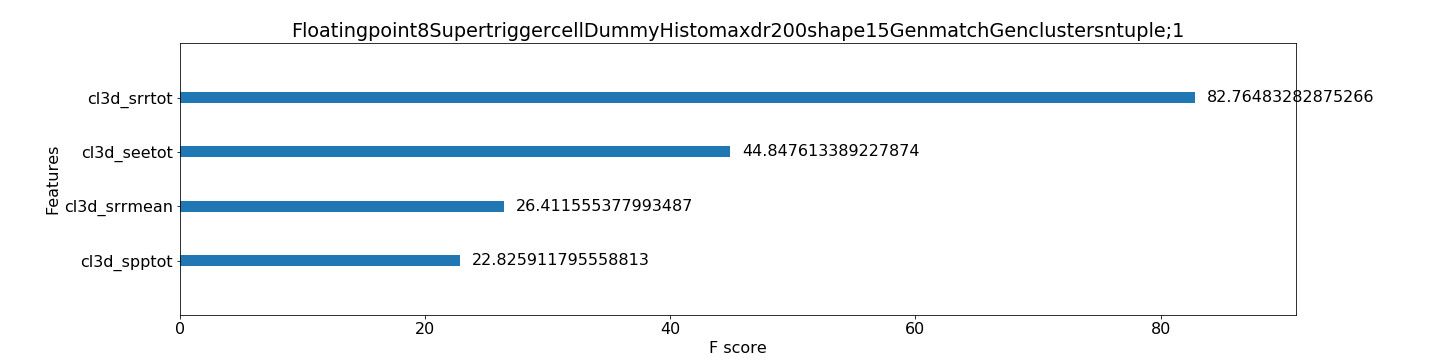 Floatingpoint8SupertriggercellDummyHistomaxdr200shape15GenmatchGenclustersntuple;1
Features
cl3d_srrtot 82.76483282875266
cl3d_seetot 44.847613389227874
cl3d_srrmean 26.411555377993487
cl3d_spptot 22.825911795558813
0 20 40 60 80
F score